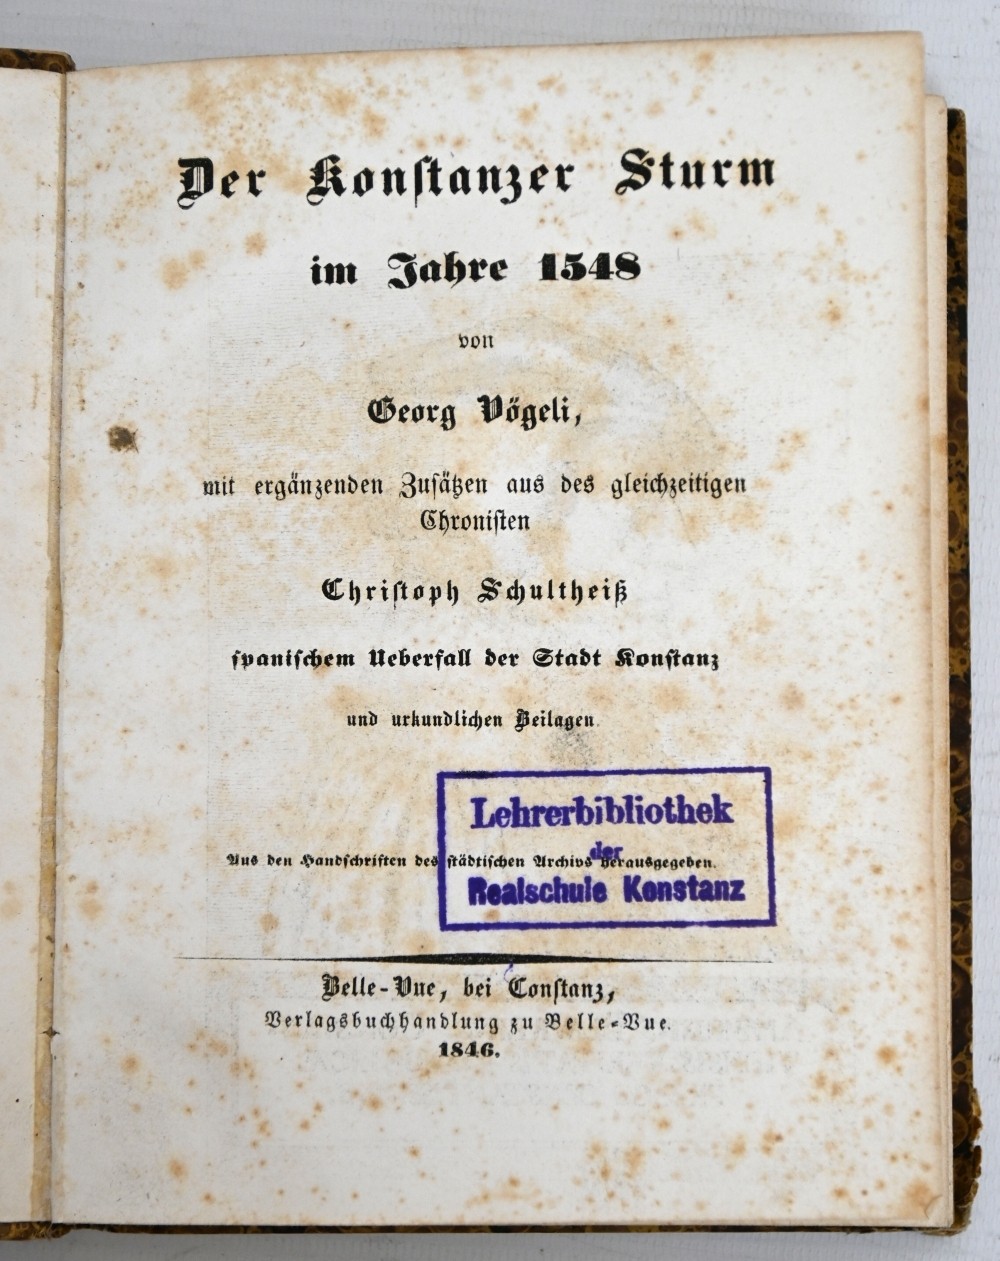 Der Konſtanzer Sturm
im Jahre 1548
von
Georg Vögeli,
mit ergänzenden Zuſätzen aus des gleichzeitigen
Chroniſten
Chriſtoph Schultheiß
ſpaniſchem Ueberfall der Stadt Konſtanz
und urkundlichen Beilagen.
Lehrerbibliothek
der
Aus den Handſchriften des ſtädtiſchen Archivs herausgegeben.
Realschule Konstanz
Belle-Vue, bei Conſtanz,
Verlagsbuchhandlung zu Belle-Vue.
1846.